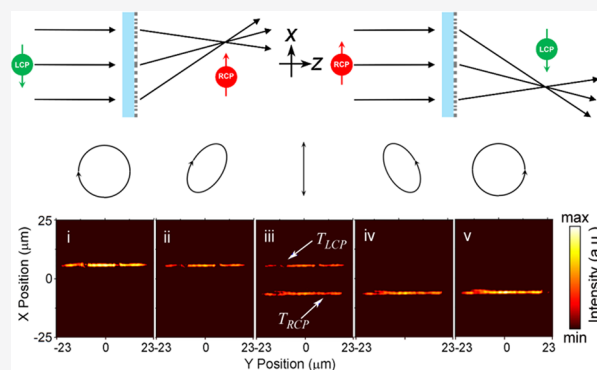 LCP
RCP
X
Z
RCP
LCP
i
ii
iii
iv
v
T_LCP
T_RCP
25
0
-25
X Position (μm)
-23
0
23-23
0
23-23
0
23-23
0
23-23
0
23
Y Position (μm)
max
min
Intensity (a.u.)